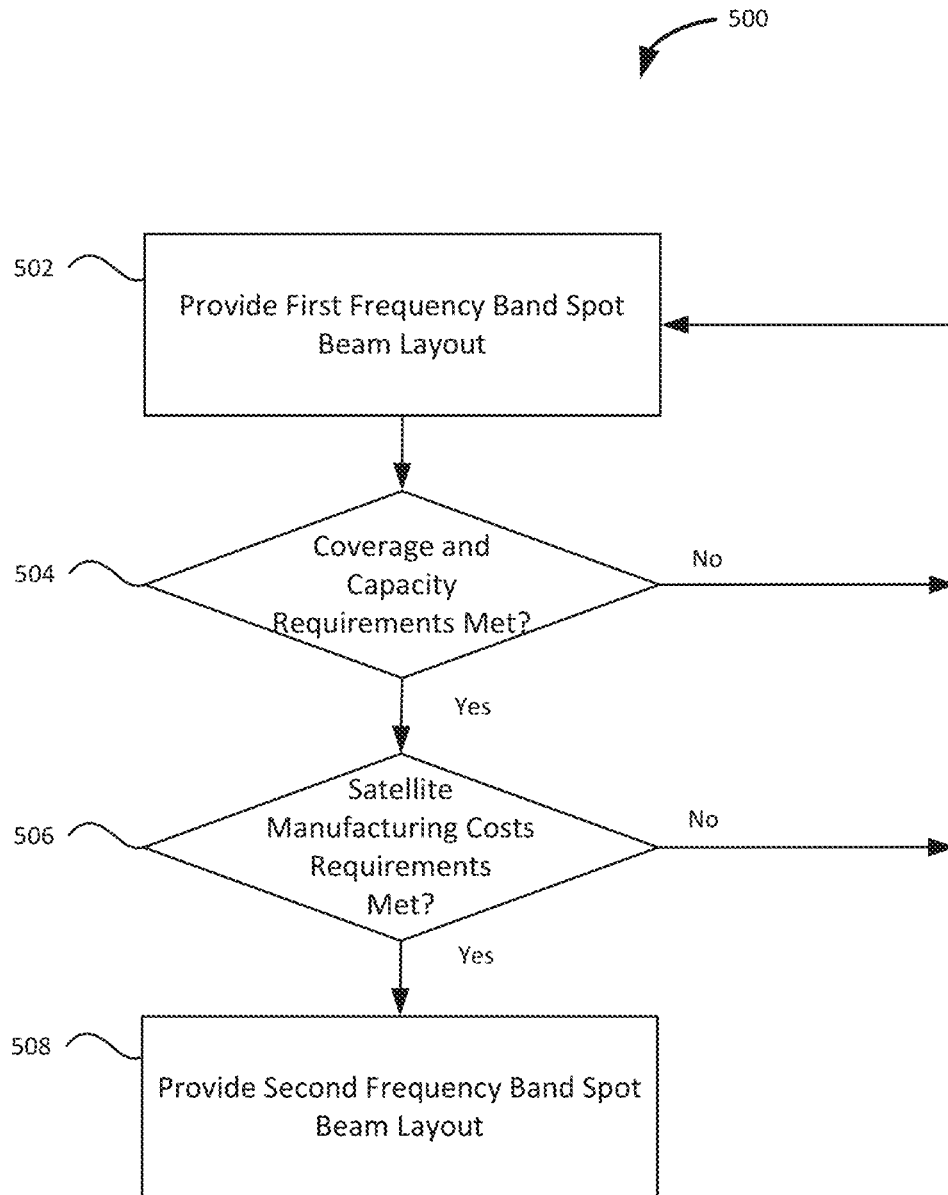 500
502
Provide First Frequency Band Spot
Beam Layout
504
Coverage and
Capacity
Requirements Met?
No
Yes
506
Satellite
Manufacturing Costs
Requirements
Met?
No
Yes
508
Provide Second Frequency Band Spot
Beam Layout